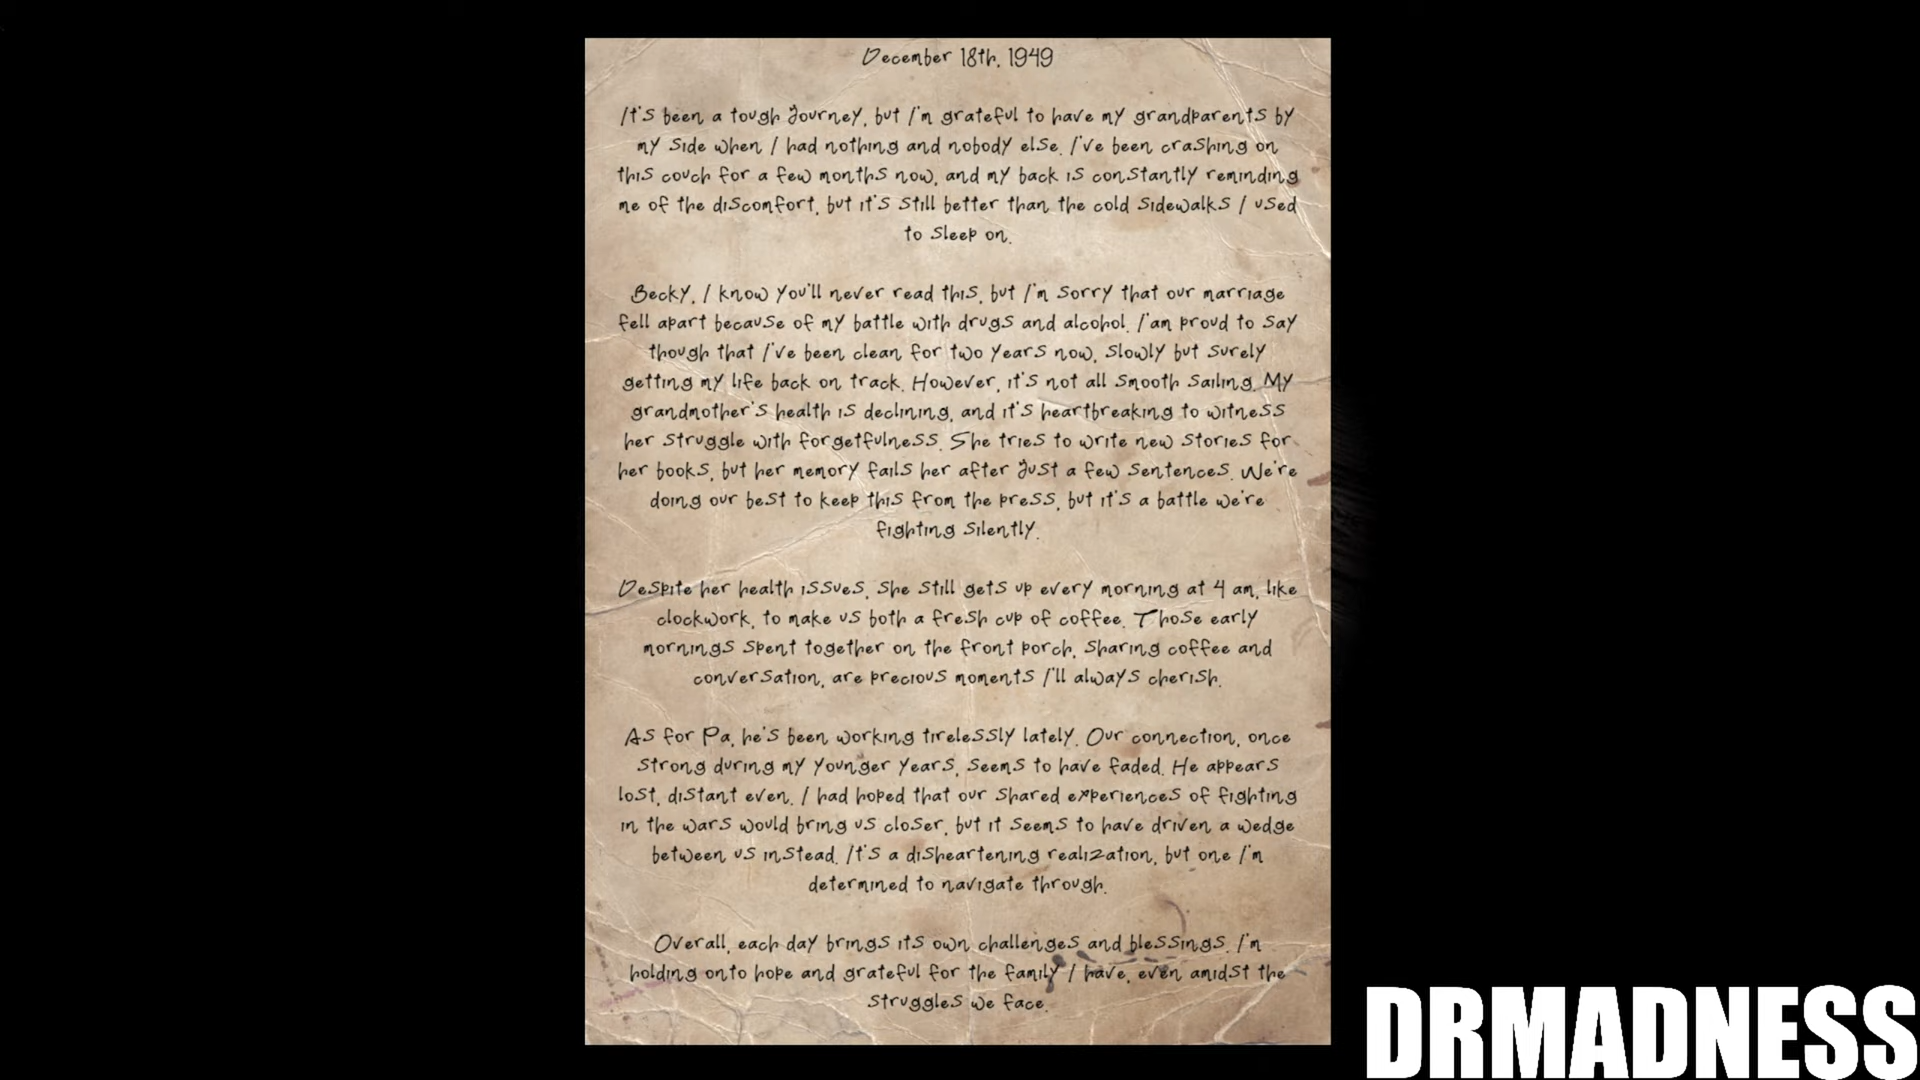 December 18th, 1949
It's been a tough journey, but I'm grateful to have my grandparents by
my side when I had nothing and nobody else. I've been crashing on
this couch for a few months now, and my back is constantly reminding
me of the discomfort, but it's still better than the cold sidewalks I used
to sleep on.
Becky, I know you'll never read this, but I'm sorry that our marriage
fell apart because of my battle with drugs and alcohol. I'am proud to say
though that I've been clean for two years now, slowly but surely
getting my life back on track. However, it's not all smooth sailing. My
grandmother's health is declining, and it's heartbreaking to witness
her struggle with forgetfulness. She tries to write new stories for
her books, but her memory fails her after just a few sentences. We're
doing our best to keep this from the press, but it's a battle we're
fighting silently.
Despite her health issues, she still gets up every morning at 4 am, like
clockwork, to make us both a fresh cup of coffee. Those early
mornings spent together on the front porch, sharing coffee and
conversation, are precious moments I'll always cherish.
As for Pa, he's been working tirelessly lately. Our connection, once
strong during my younger years, seems to have faded. He appears
lost, distant even. I had hoped that our shared experiences of fighting
in the wars would bring us closer, but it seems to have driven a wedge
between us instead. It's a disheartening realization, but one I'm
determined to navigate through.
Overall, each day brings its own challenges and blessings. I'm
holding onto hope and grateful for the family I have, even amidst the
struggles we face.
DRMADNESS